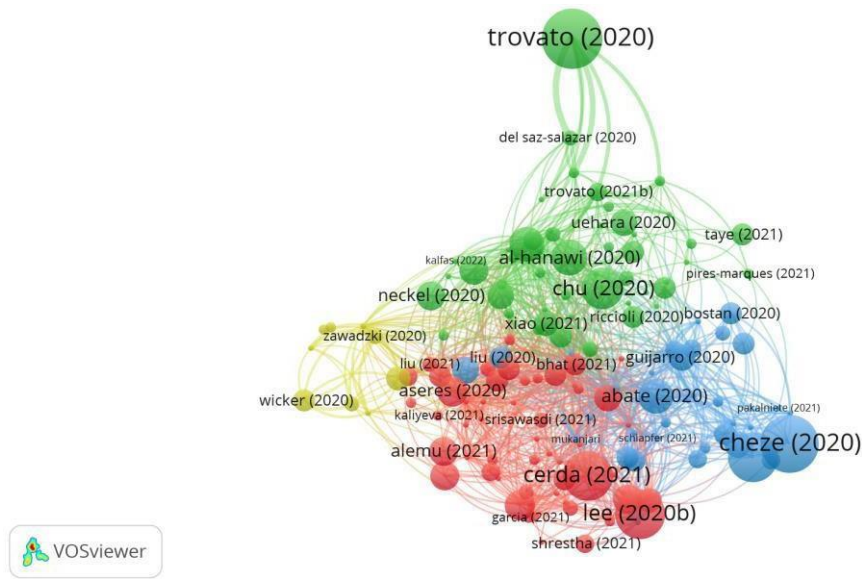 trovato (2020)
del saz-salazar (2020)
trovato (2021b)
uehara (2020)
taye (2021)
al-hanawi (2020)
kalfas (2022)
pires-marques (2021)
neckel (2020)
chu (2020)
xiao (2021)
riccioli (2020)
bostan (2020)
zawadzki (2020)
liu (2021)
liu (2020)
bhat (2021)
guijarro (2020)
wicker (2020)
aseres (2020)
abate (2020)
kaliyeva (2021)
srisawasdi (2021)
pakalniete (2021)
mukanjari
schlapfer (2021)
cheze (2020)
alemu (2021)
cerda (2021)
garcia (2021)
lee (2020b)
shrestha (2021)
VOSviewer